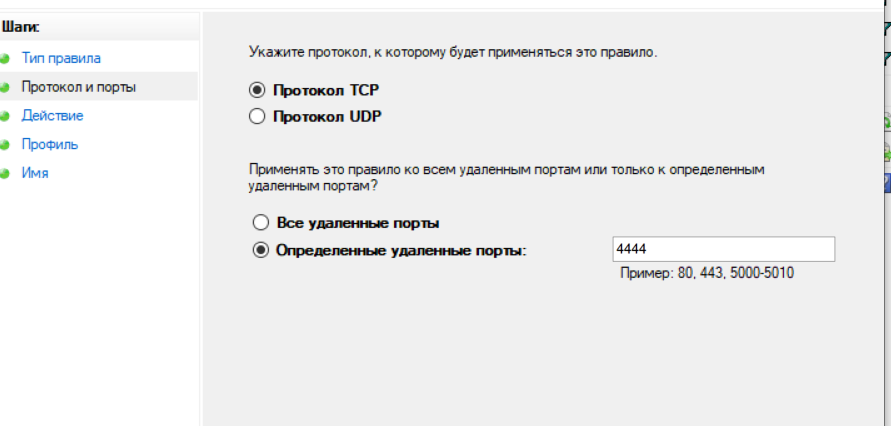 Шаги:
Тип правила
Протокол и порты
Действие
Профиль
Имя
Укажите протокол, к которому будет применяться это правило.
Протокол TCP
Протокол UDP
Применять это правило ко всем удаленным портам или только к определенным
удаленным портам?
Все удаленные порты
Определенные удаленные порты:
4444
Пример: 80, 443, 5000-5010